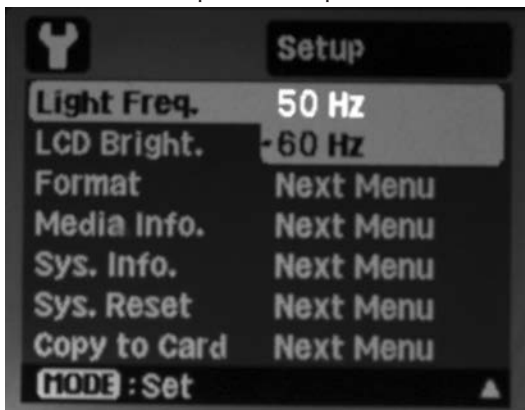 Setup
Light Freq. 50 Hz
LCD Bright. 60 Hz
Format Next Menu
Media Info. Next Menu
Sys. Info. Next Menu
Sys. Reset Next Menu
Copy to Card Next Menu
MODE :Set